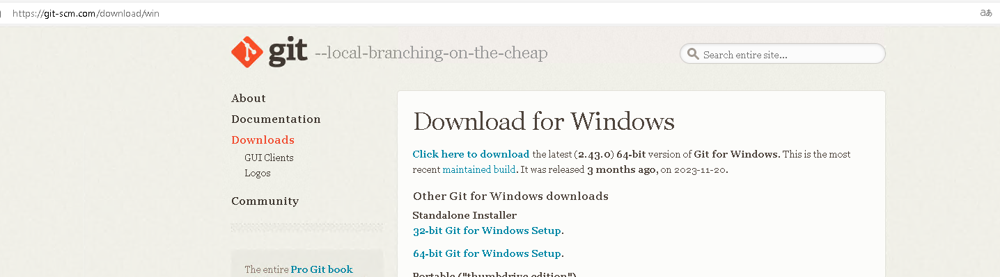 https://git-scm.com/download/win
aあ
git --local-branching-on-the-cheap
Search entire site...
About
Documentation
Downloads
GUI Clients
Logos
Community
The entire Pro Git book
Download for Windows
Click here to download the latest (2.43.0) 64-bit version of Git for Windows. This is the most
recent maintained build. It was released 3 months ago, on 2023-11-20.
Other Git for Windows downloads
Standalone Installer
32-bit Git for Windows Setup.
64-bit Git for Windows Setup.
Portable ("thumbdrive edition")